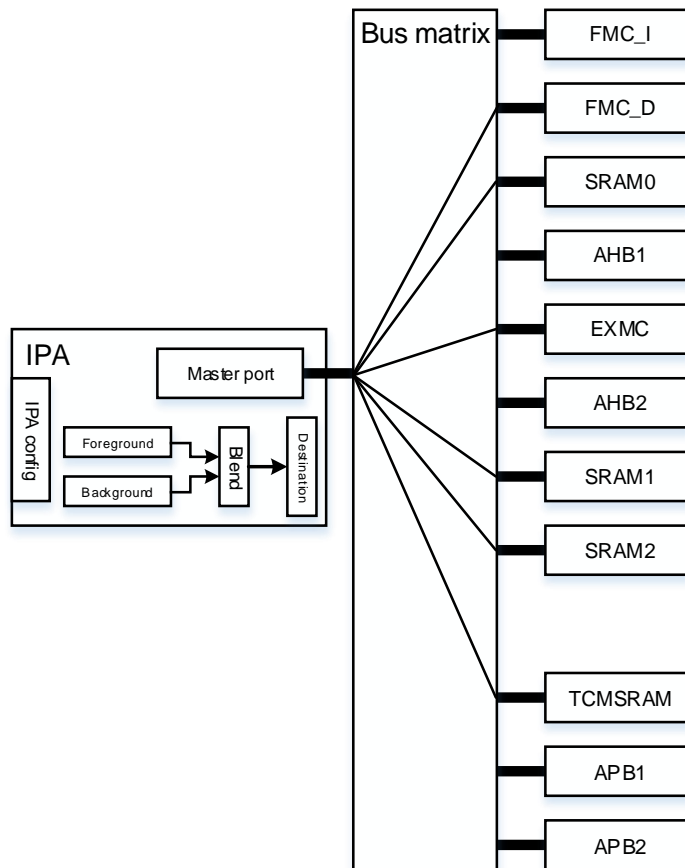 Bus matrix
FMC_I
FMC_D
SRAM0
AHB1
EXMC
AHB2
SRAM1
SRAM2
TCMSRAM
APB1
APB2
IPA
Master port
IPA config
Foreground
Background
Blend
Destination